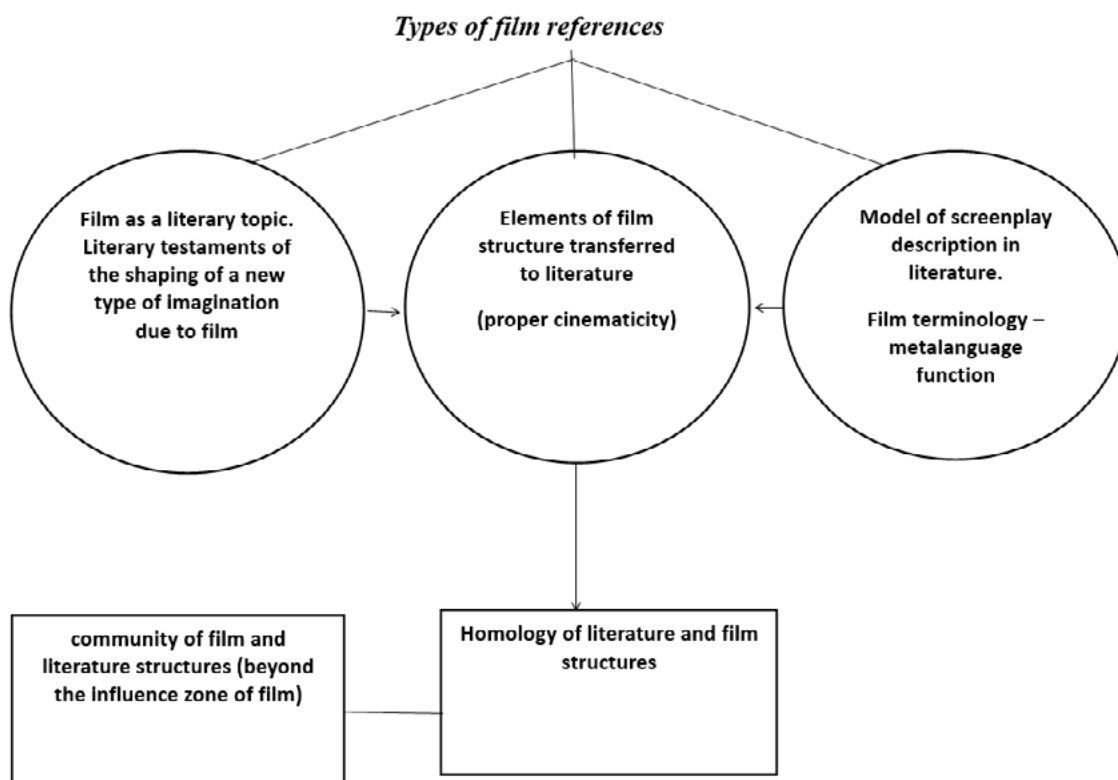 Types of film references
Film as a literary topic.
Literary testaments of
the shaping of a new
type of imagination
due to film
Elements of film
structure transferred
to literature
(proper cinematicity)
Model of screenplay
description in
literature.
Film terminology –
metalanguage
function
community of film and
literature structures (beyond
the influence zone of film)
Homology of literature and film
structures